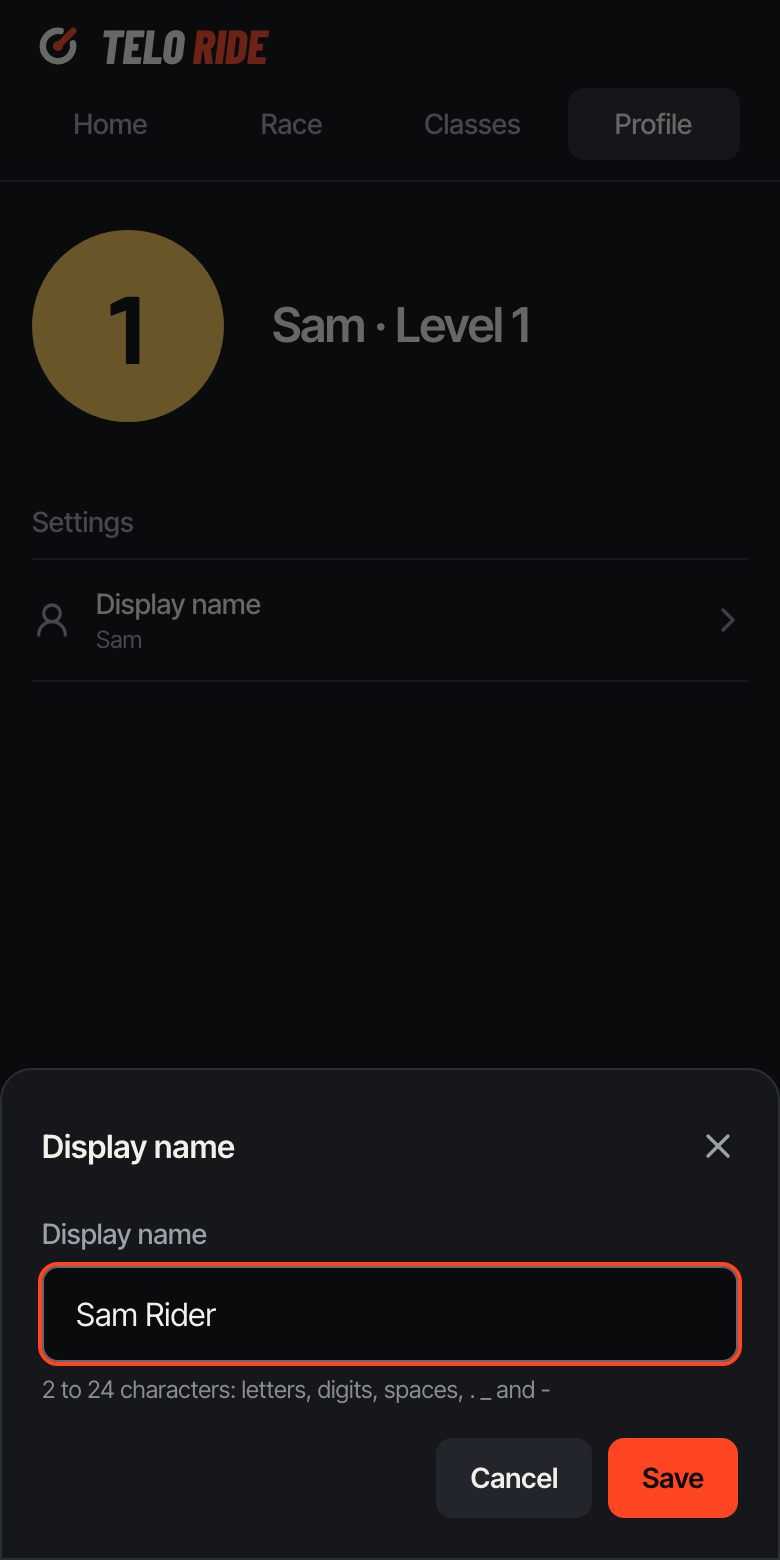 TELO RIDE
Home Race Classes Profile
1
Sam · Level 1
Settings
Display name
Sam
Display name
Display name
Sam Rider
2 to 24 characters: letters, digits, spaces, . _ and -
Cancel Save